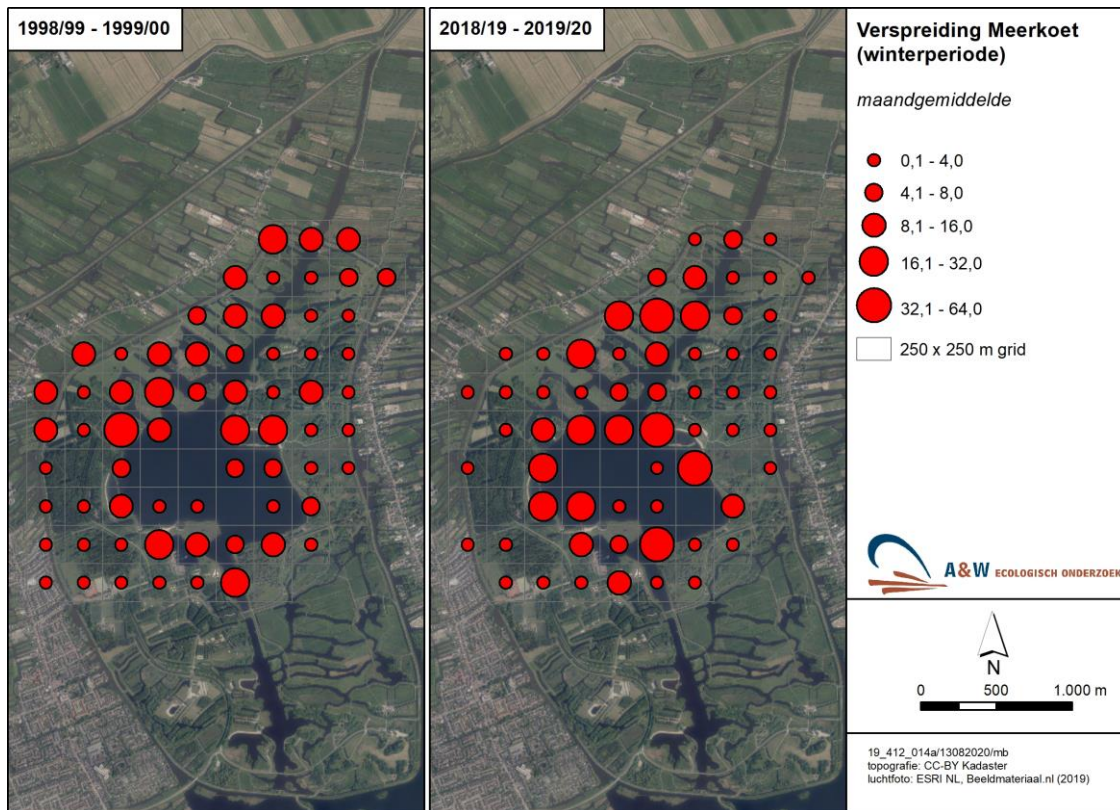 1998/99 - 1999/00
2018/19 - 2019/20
Verspreiding Meerkoet
(winterperiode)
maandgemiddelde
0,1 - 4,0
4,1 - 8,0
8,1 - 16,0
16,1 - 32,0
32,1 - 64,0
250 x 250 m grid
A&W ECOLOGISCH ONDERZOEK
N
0 500 1.000 m
19_412_014a/13082020/mb
topografie: CC-BY Kadaster
luchtfoto: ESRI NL, Beeldmateriaal.nl (2019)